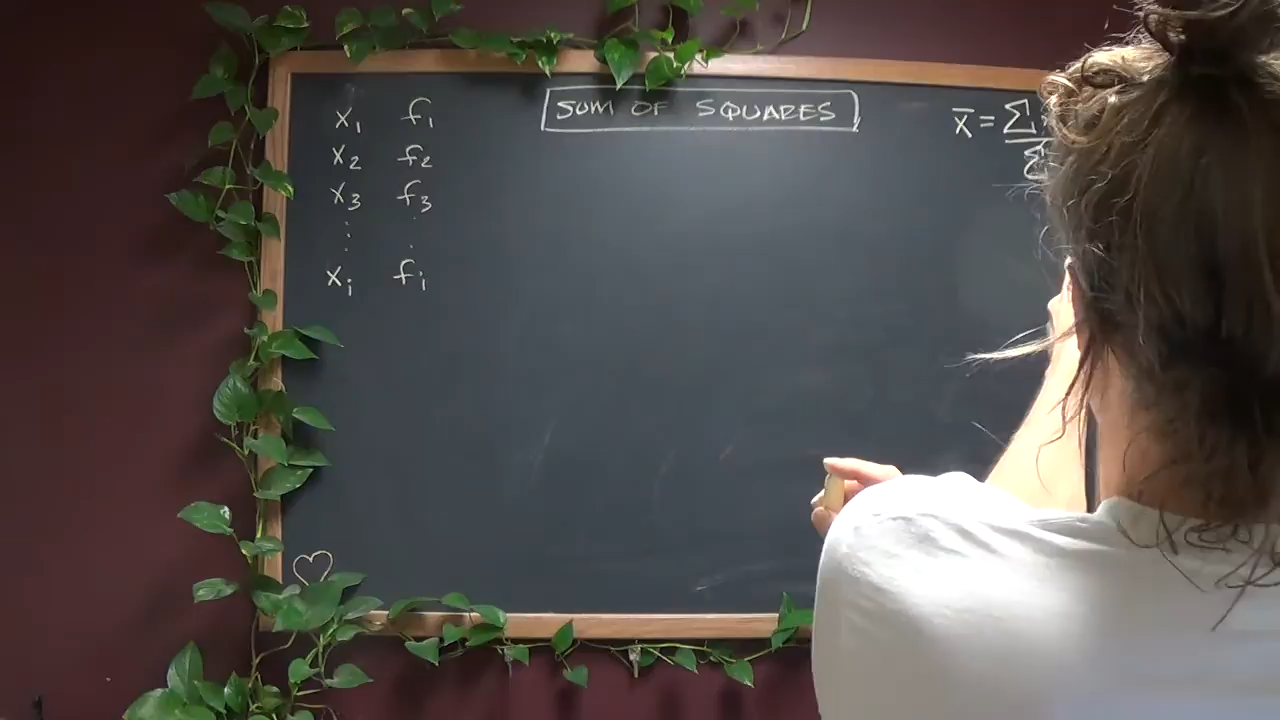 SUM OF SQUARES
x₁ f₁
x₂ f₂
x₃ f₃
: :
xᵢ fᵢ
x̄ = Σ
Σ